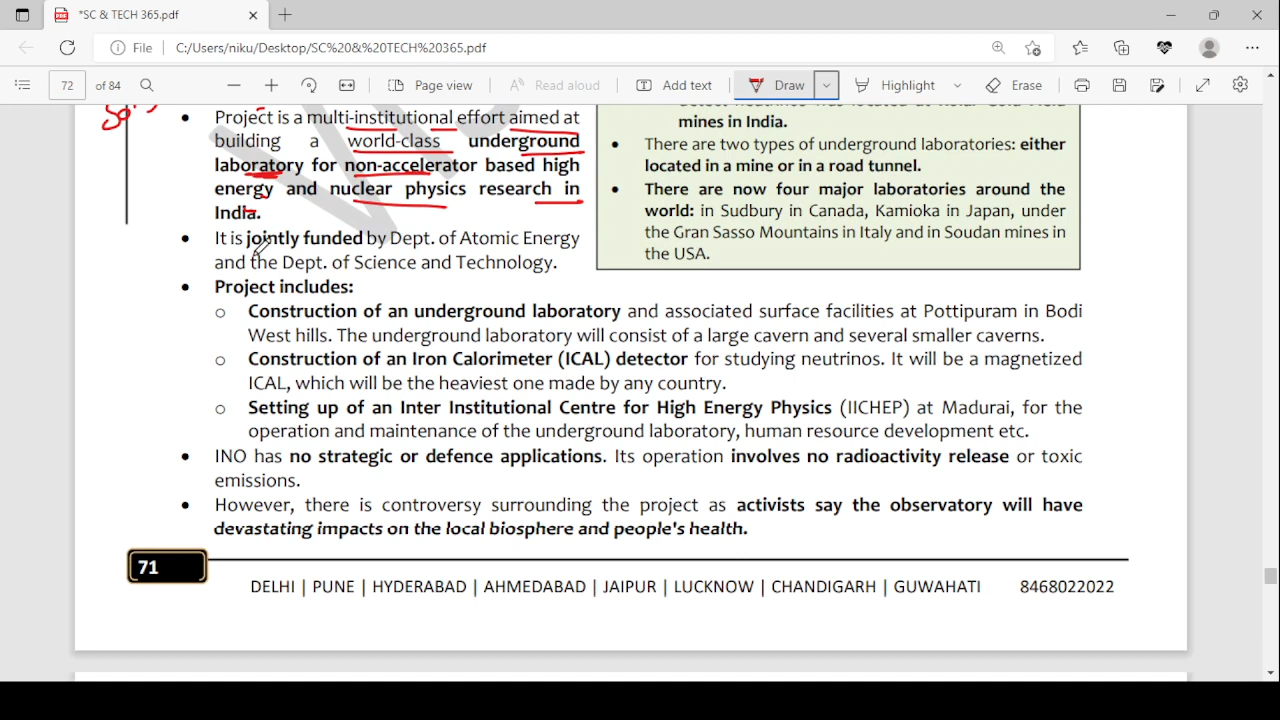 *SC & TECH 365.pdf
File
C:/Users/niku/Desktop/SC%20&%20TECH%20365.pdf
72 of 84
Page view
Read aloud
Add text
Draw
Highlight
Erase
Project is a multi-institutional effort aimed at
building a world-class underground
laboratory for non-accelerator based high
energy and nuclear physics research in
India.
It is jointly funded by Dept. of Atomic Energy
and the Dept. of Science and Technology.
mines in India.
There are two types of underground laboratories: either
located in a mine or in a road tunnel.
There are now four major laboratories around the
world: in Sudbury in Canada, Kamioka in Japan, under
the Gran Sasso Mountains in Italy and in Soudan mines in
the USA.
Project includes:
Construction of an underground laboratory and associated surface facilities at Pottipuram in Bodi
West hills. The underground laboratory will consist of a large cavern and several smaller caverns.
Construction of an Iron Calorimeter (ICAL) detector for studying neutrinos. It will be a magnetized
ICAL, which will be the heaviest one made by any country.
Setting up of an Inter Institutional Centre for High Energy Physics (IICHEP) at Madurai, for the
operation and maintenance of the underground laboratory, human resource development etc.
INO has no strategic or defence applications. Its operation involves no radioactivity release or toxic
emissions.
However, there is controversy surrounding the project as activists say the observatory will have
devastating impacts on the local biosphere and people's health.
71
DELHI | PUNE | HYDERABAD | AHMEDABAD | JAIPUR | LUCKNOW | CHANDIGARH | GUWAHATI 8468022022